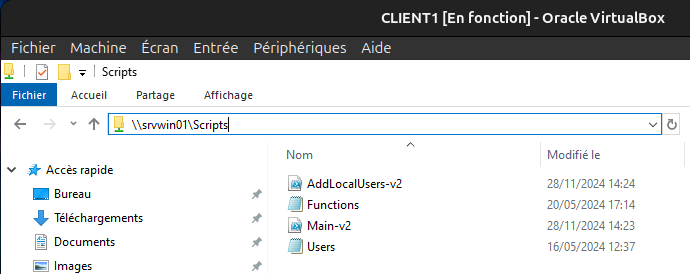 CLIENT1 [En fonction] - Oracle VirtualBox
Fichier Machine Écran Entrée Périphériques Aide
Scripts
Fichier Accueil Partage Affichage
\\srvwin01\Scripts
Accès rapide
Bureau
Téléchargements
Documents
Images
Nom Modifié le
AddLocalUsers-v2 28/11/2024 14:24
Functions 20/05/2024 17:14
Main-v2 28/11/2024 14:23
Users 16/05/2024 12:37